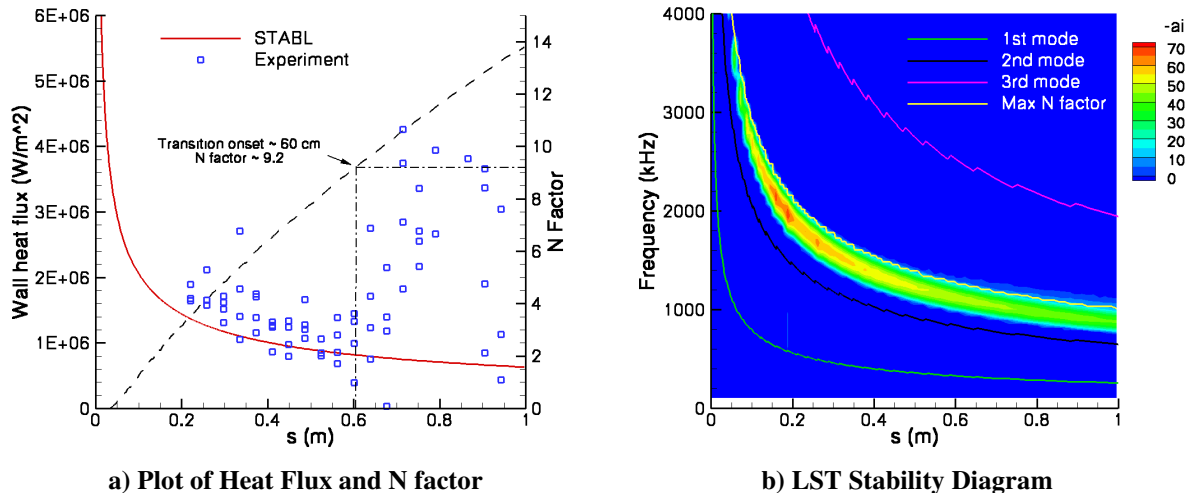 6E+06
5E+06
4E+06
3E+06
2E+06
1E+06
0
Wall heat flux (W/m^2)
STABL
Experiment
Transition onset ~ 60 cm
N factor ~ 9.2
14
12
10
8
6
4
2
0
N Factor
0
0.2
0.4
0.6
0.8
1
s (m)
a) Plot of Heat Flux and N factor
4000
3000
2000
1000
0
Frequency (kHz)
1st mode
2nd mode
3rd mode
Max N factor
-ai
70
60
50
40
30
20
10
0
0
0.2
0.4
0.6
0.8
1
s (m)
b) LST Stability Diagram